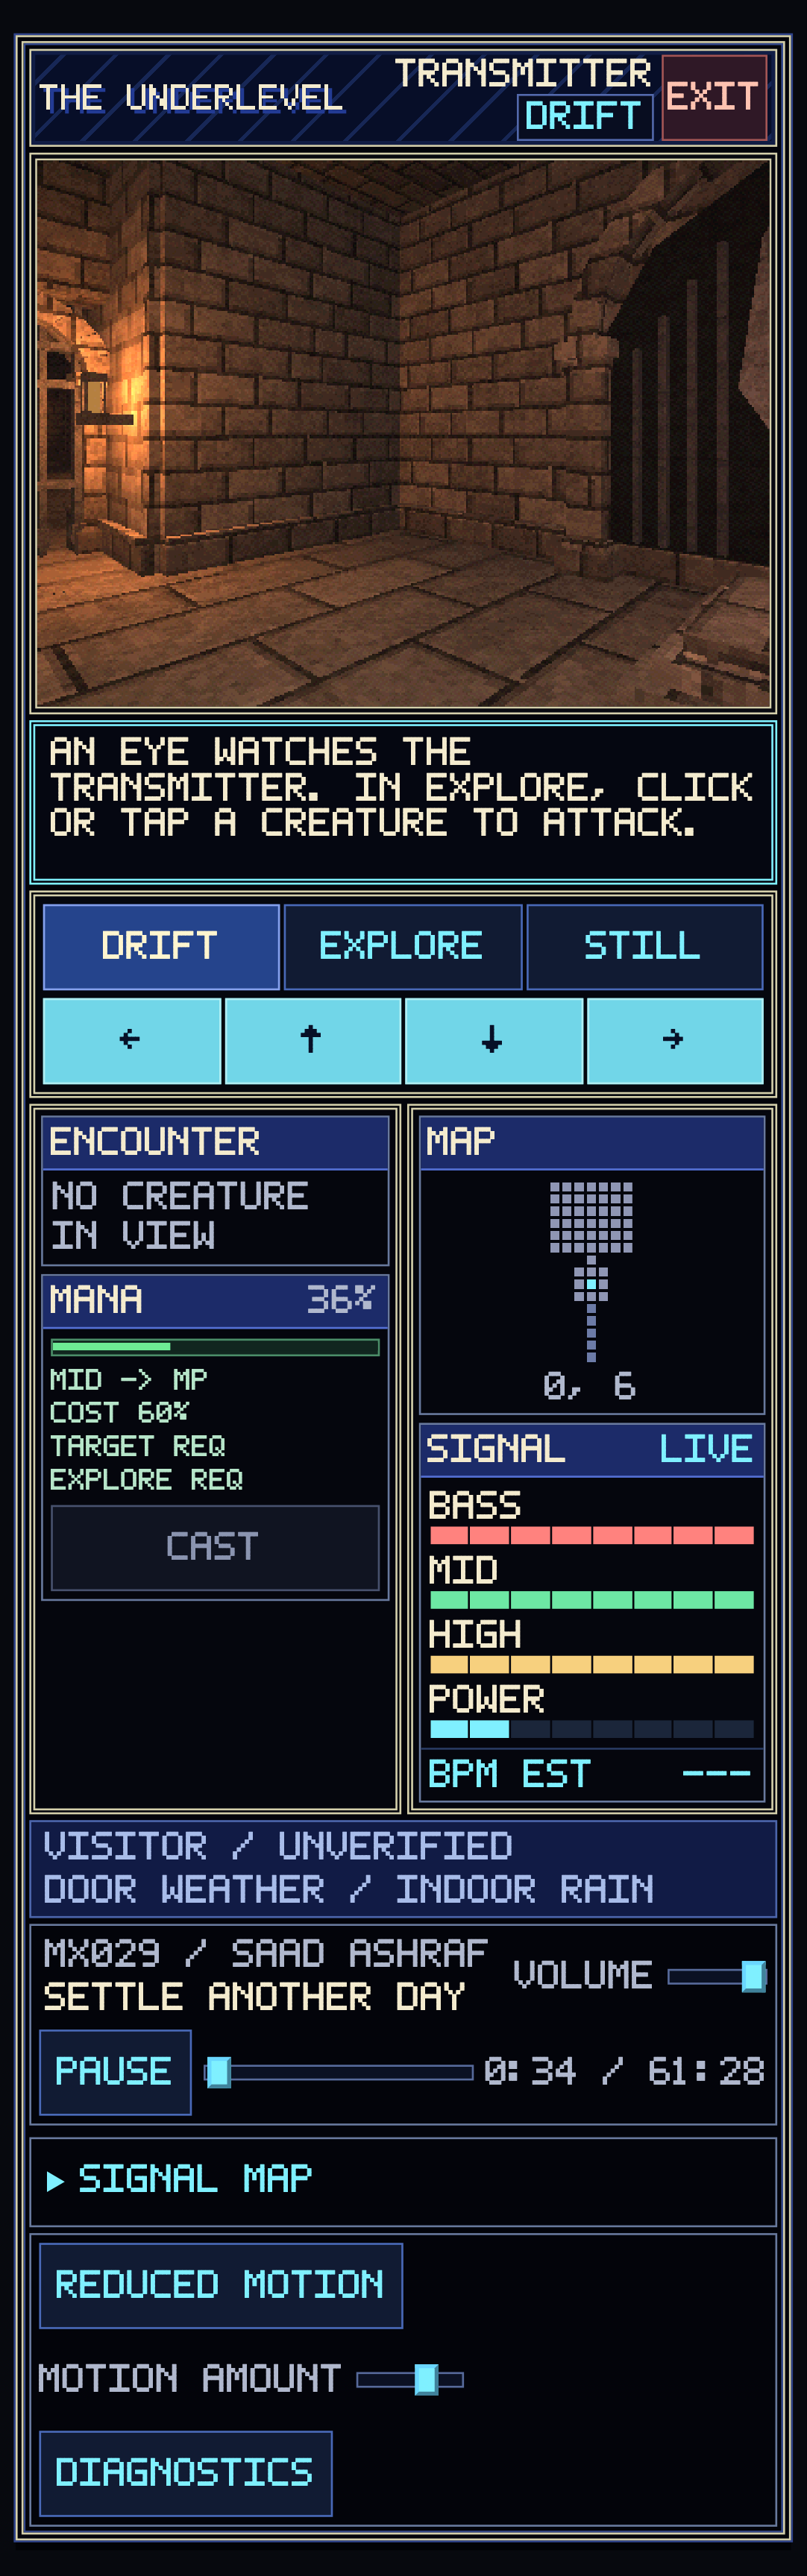 THE UNDERLEVEL
TRANSMITTER
DRIFT
EXIT
AN EYE WATCHES THE
TRANSMITTER. IN EXPLORE, CLICK
OR TAP A CREATURE TO ATTACK.
DRIFT EXPLORE STILL
← ↑ ↓ →
ENCOUNTER
NO CREATURE
IN VIEW
MANA 36%
MID -> MP
COST 60%
TARGET REQ
EXPLORE REQ
CAST
MAP
0, 6
SIGNAL LIVE
BASS
MID
HIGH
POWER
BPM EST ---
VISITOR / UNVERIFIED
DOOR WEATHER / INDOOR RAIN
MX029 / SAAD ASHRAF
SETTLE ANOTHER DAY
VOLUME
PAUSE 0:34 / 61:28
▶ SIGNAL MAP
REDUCED MOTION
MOTION AMOUNT
DIAGNOSTICS